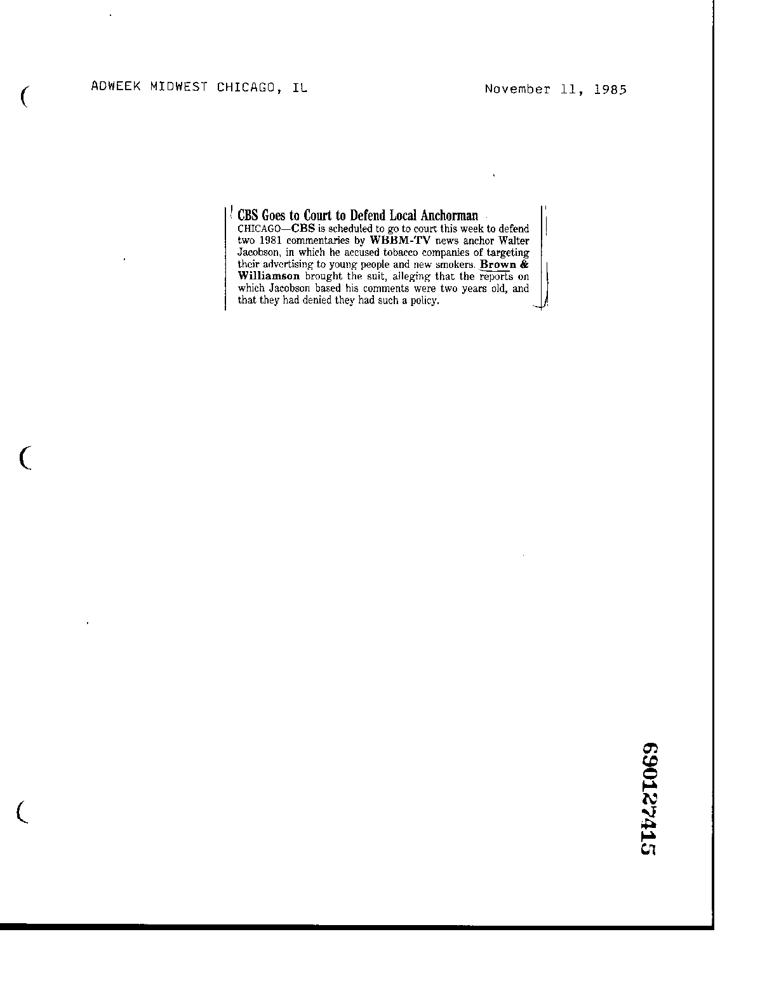 ADWEEK MIDWEST CHICAGO, IL
November 11, 1985
CBS Goes to Court to Defend Local Anchorman
CHICAGO—CBS is scheduled to go to court this week to defend
two 1981 commentaries by WBBM-TV news anchor Walter
Jacobson, in which he accused tobacco companies of targeting
their advertising to young people and new smokers. Brown &
Williamson brought the suit, alleging that the reports on
which Jacobson based his comments were two years old, and
that they had denied they had such a policy.
690127415